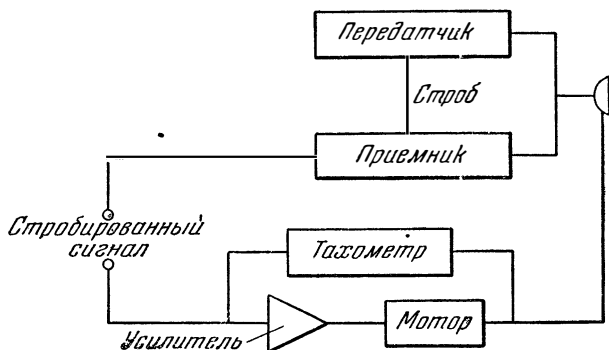 Передатчик
Строб
Приемник
Стробированный
сигнал
Тахометр
Усилитель
Мотор